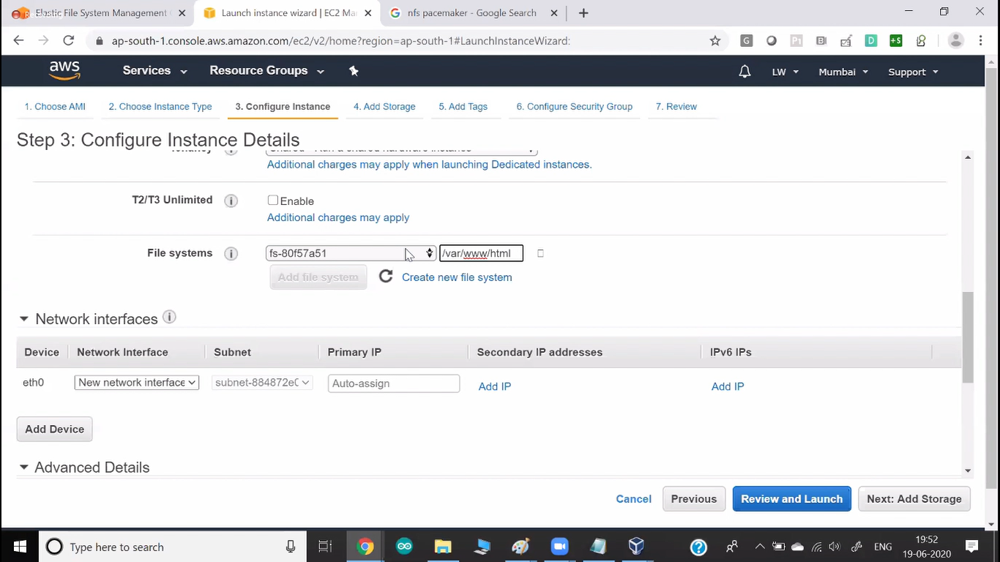 Elastic File System Management
Launch instance wizard | EC2 Ma
nfs pacemaker - Google Search
ap-south-1.console.aws.amazon.com/ec2/v2/home?region=ap-south-1#LaunchInstanceWizard:
aws Services Resource Groups LW Mumbai Support
1. Choose AMI 2. Choose Instance Type 3. Configure Instance 4. Add Storage 5. Add Tags 6. Configure Security Group 7. Review
Step 3: Configure Instance Details
Tenancy Shared - Run a shared hardware instance
Additional charges may apply when launching Dedicated instances.
T2/T3 Unlimited Enable
Additional charges may apply
File systems fs-80f57a51 /var/www/html
Add file system Create new file system
Network interfaces
Device Network Interface Subnet Primary IP Secondary IP addresses IPv6 IPs
eth0 New network interface subnet-884872e0 Auto-assign Add IP Add IP
Add Device
Advanced Details
Cancel Previous Review and Launch Next: Add Storage
Type here to search
ENG
19:52
19-06-2020